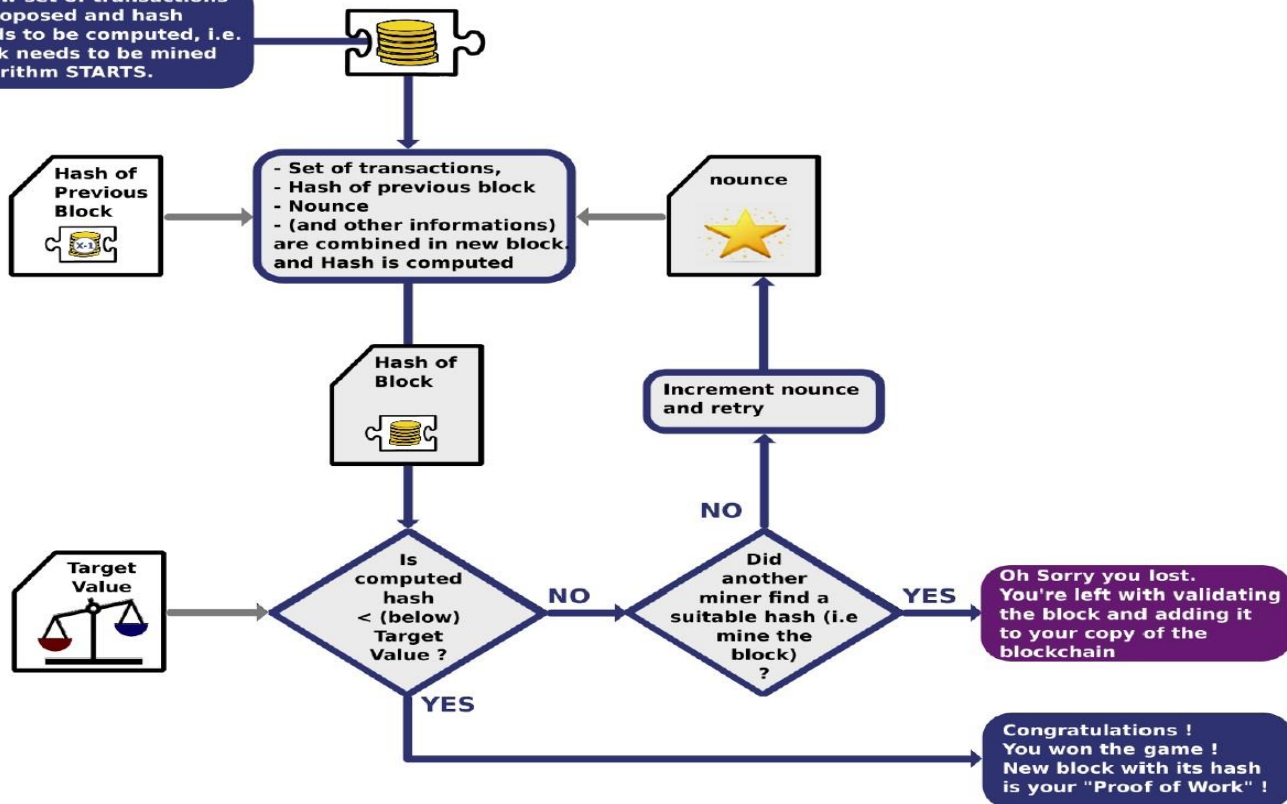 set of transactions
oposed and hash
ls to be computed, i.e.
k needs to be mined
rithm STARTS.
Hash of
Previous
Block
X-1
- Set of transactions,
- Hash of previous block
- Nounce
- (and other informations)
are combined in new block.
and Hash is computed
nounce
Hash of
Block
Increment nounce
and retry
NO
Target
Value
Is
computed
hash
< (below)
Target
Value ?
NO
Did
another
miner find a
suitable hash (i.e
mine the
block)
?
YES
Oh Sorry you lost.
You're left with validating
the block and adding it
to your copy of the
blockchain
YES
Congratulations !
You won the game !
New block with its hash
is your "Proof of Work" !